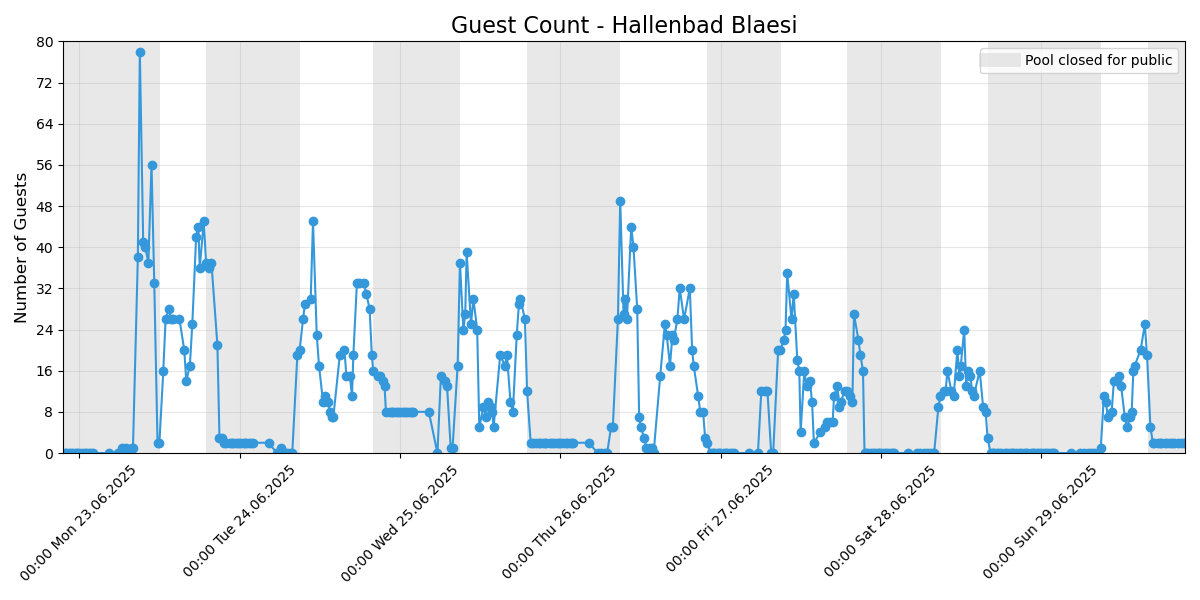 Guest Count - Hallenbad Blaesi
Number of Guests
80
72
64
56
48
40
32
24
16
8
0
Pool closed for public
00:00 Mon 23.06.2025
00:00 Tue 24.06.2025
00:00 Wed 25.06.2025
00:00 Thu 26.06.2025
00:00 Fri 27.06.2025
00:00 Sat 28.06.2025
00:00 Sun 29.06.2025